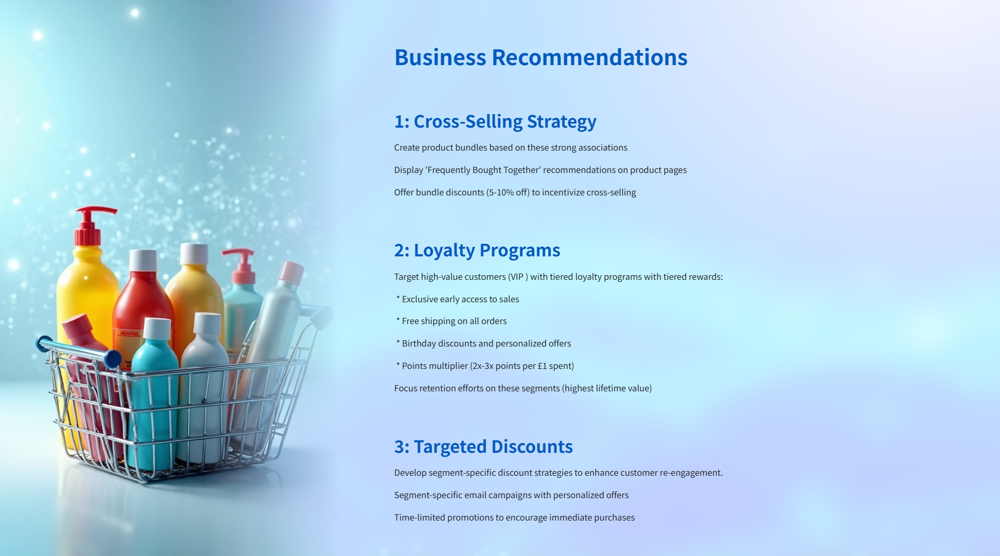 Business Recommendations
1: Cross-Selling Strategy
Create product bundles based on these strong associations
Display 'Frequently Bought Together' recommendations on product pages
Offer bundle discounts (5-10% off) to incentivize cross-selling
2: Loyalty Programs
Target high-value customers (VIP ) with tiered loyalty programs with tiered rewards:
* Exclusive early access to sales
* Free shipping on all orders
* Birthday discounts and personalized offers
* Points multiplier (2x-3x points per £1 spent)
Focus retention efforts on these segments (highest lifetime value)
3: Targeted Discounts
Develop segment-specific discount strategies to enhance customer re-engagement.
Segment-specific email campaigns with personalized offers
Time-limited promotions to encourage immediate purchases